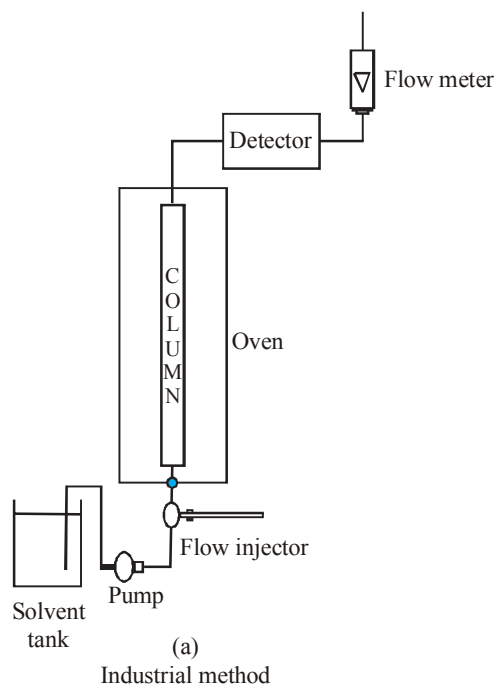 Flow meter
Detector
C
O
L
U
M
N
Oven
Flow injector
Pump
Solvent
tank
(a)
Industrial method